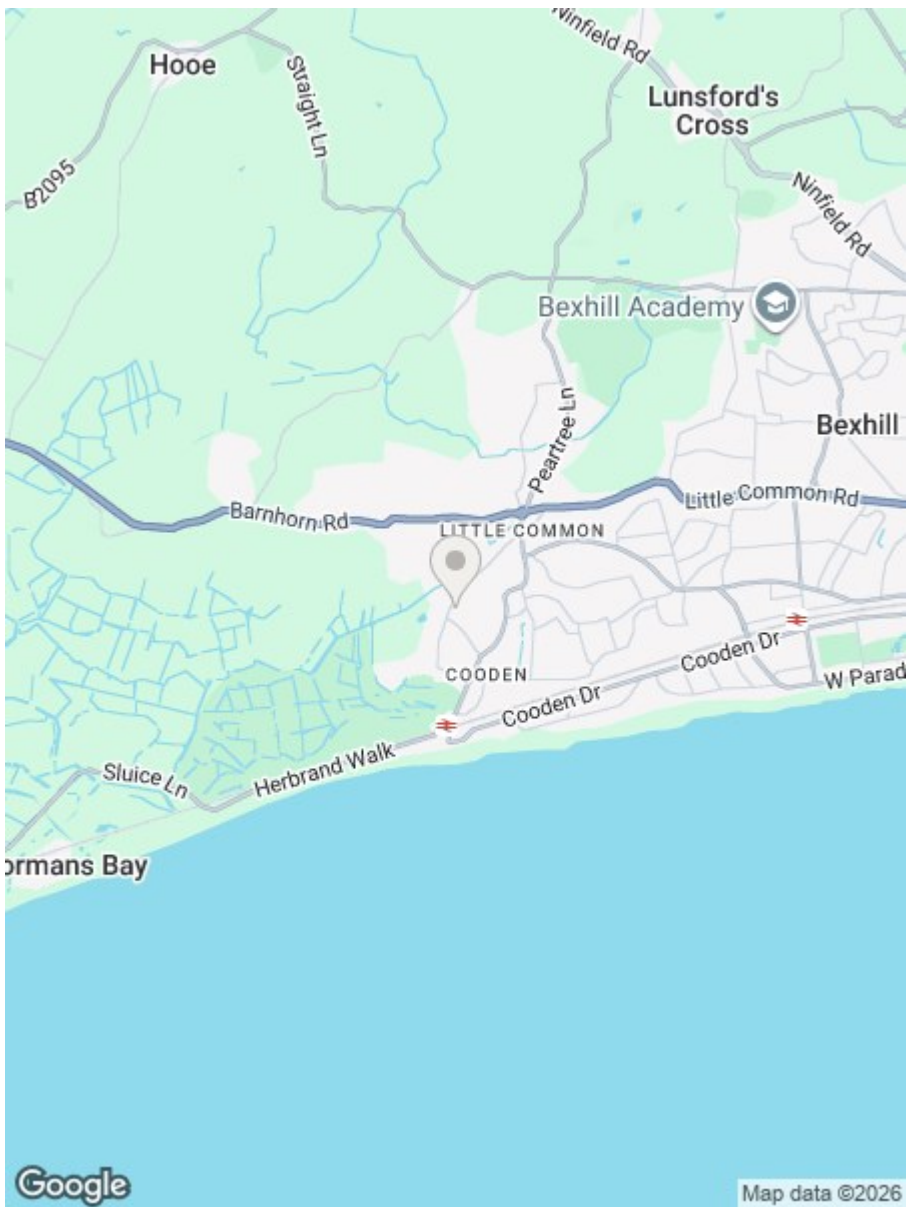 Ninfield Rd
Hooe
Straight Ln
Lunsford's
Cross
B2095
Ninfield Rd
Bexhill Academy
Peartree Ln
Bexhill
Little Common Rd
Barnhorn Rd
LITTLE COMMON
COODEN
Cooden Dr
Cooden Dr
W Parad
Herbrand Walk
Sluice Ln
ormans Bay
Google
Map data ©2026